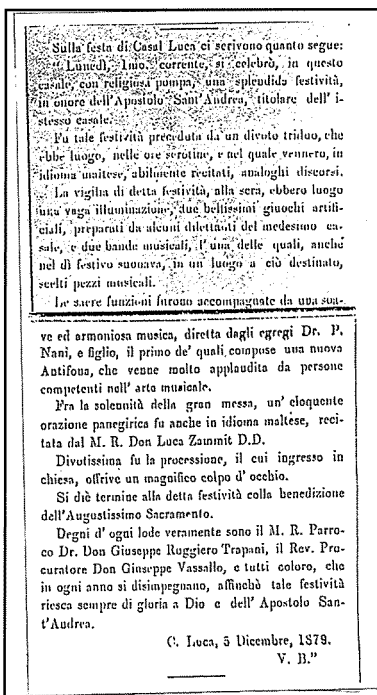 Sulla festa di Casal Luca ci scrivono quanto segue:
"Lunedì, 1mo. corrente, si celebrò, in questo
casale, con religiosa pompa, una splendida festività,
in onore dell'Apostolo Sant'Andrea, titolare dell' i-
stesso casale.
Fu tale festività preceduta da un divoto triduo, che
ebbe luogo, nelle ore serotine, e nel quale vennero, in
idioma maltese, abilmente recitati, analoghi discorsi.
La vigilia di detta festività, alla sera, ebbero luogo
una vaga illuminazione, due bellissimi giuochi artifi-
ciali, preparati da alcuni dilettanti del medesimo ca-
sale, e due bande musicali, l'una delle quali, anche
nel dì festivo suonava, in un luogo a ciò destinato,
scelti pezzi musicali.
Le sacre funzioni furono accompagnate da una soa-
ve ed armoniosa musica, diretta dagli egregi Dr. P.
Nani, e figlio, il primo de' quali compose una nuova
Antifona, che venne molto applaudita da persone
competenti nell' arte musicale.
Fra la solennità della gran messa, un' eloquente
orazione panegirica fu anche in idioma maltese, reci-
tata dal M. R. Don Luca Zammit D.D.
Divotissima fu la processione, il cui ingresso in
chiesa, offrive un magnifico colpo d' occhio.
Si diè termine alla detta festività colla benedizione
dell'Augustissimo Sacramento.
Degni d' ogni lode veramente sono il M. R. Parro-
co Dr. Don Giuseppe Ruggiero Trapani, il Rev. Pro-
curatore Don Giuseppe Vassallo, e tutti coloro, che
in ogni anno si disimpegnano, affinchè tale festività
riesca sempre di gloria a Dio e dell' Apostolo San-
t'Andrea.
C. Luca, 5 Dicembre, 1879.
V. B."